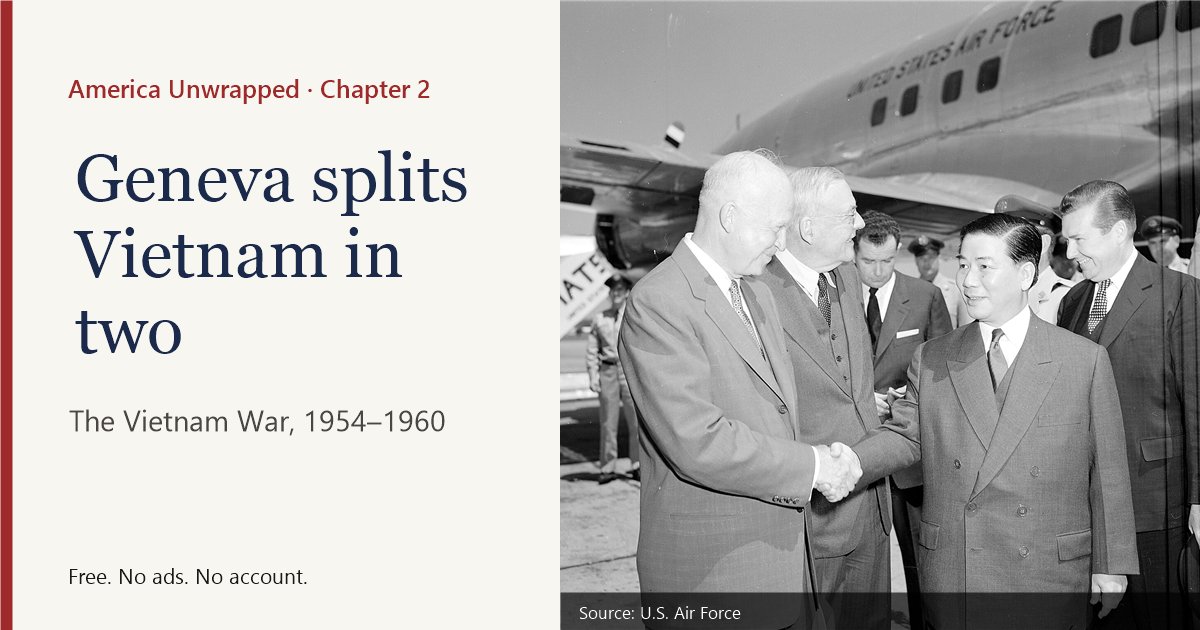 America Unwrapped · Chapter 2
Geneva splits
Vietnam in
two
The Vietnam War, 1954–1960
Free. No ads. No account.
UNITED STATES AIR FORCE
Source: U.S. Air Force